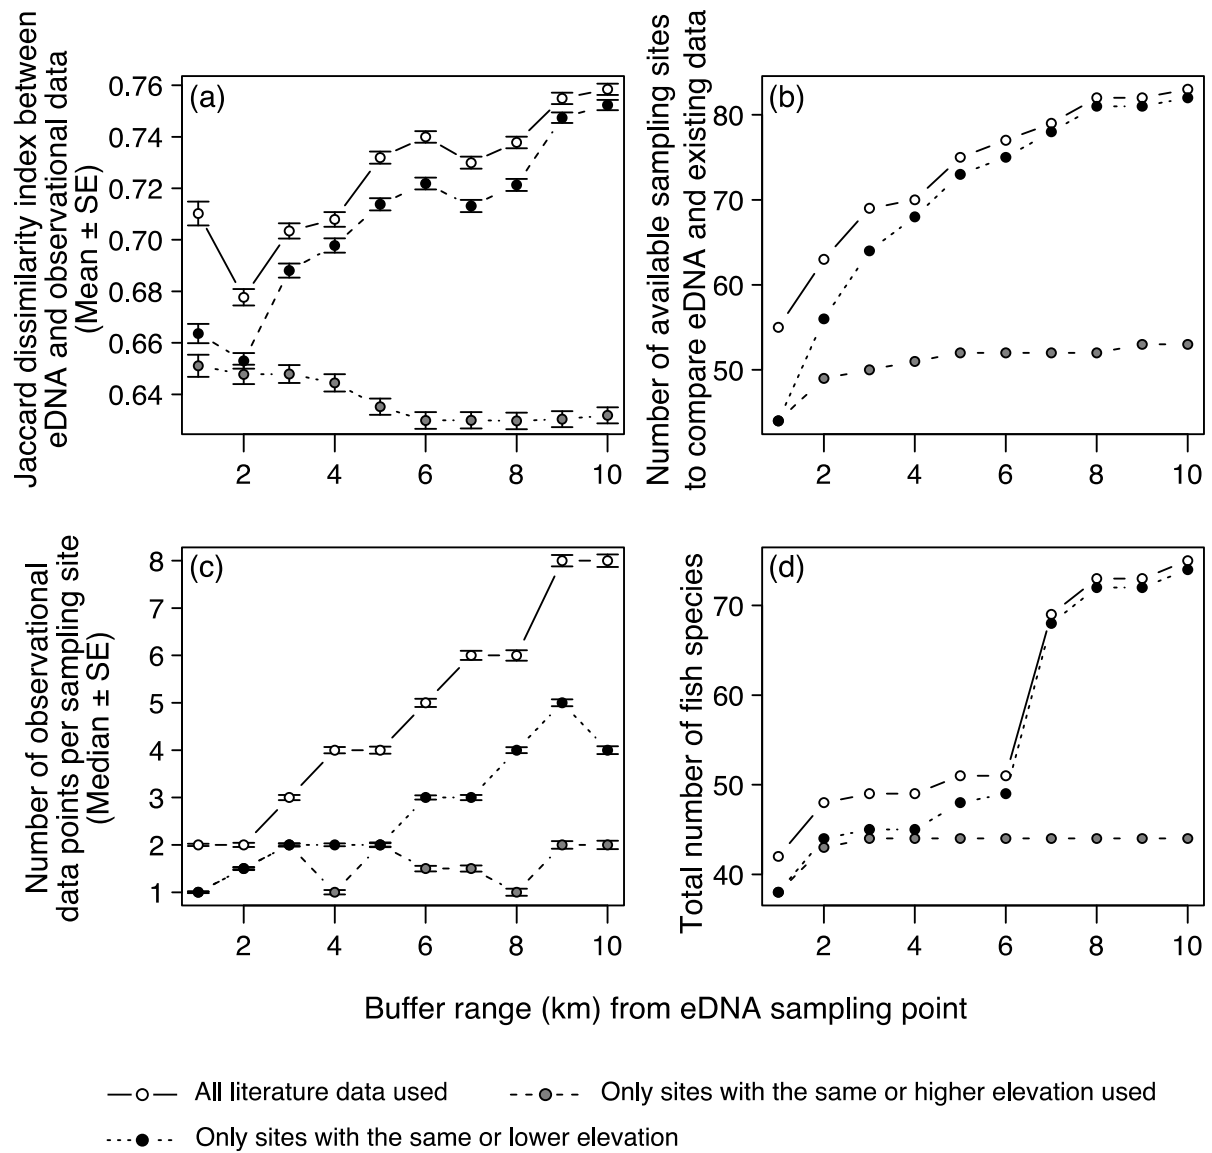 Jaccard dissimilarity index between
eDNA and observational data
(Mean ± SE)
(a)
0.76
0.74
0.72
0.70
0.68
0.66
0.64
2 4 6 8 10
Number of available sampling sites
to compare eDNA and existing data
(b)
80
70
60
50
2 4 6 8 10
Number of observational
data points per sampling site
(Median ± SE)
(c)
8
7
6
5
4
3
2
1
2 4 6 8 10
Total number of fish species
(d)
70
60
50
40
2 4 6 8 10
Buffer range (km) from eDNA sampling point
All literature data used
Only sites with the same or higher elevation used
Only sites with the same or lower elevation